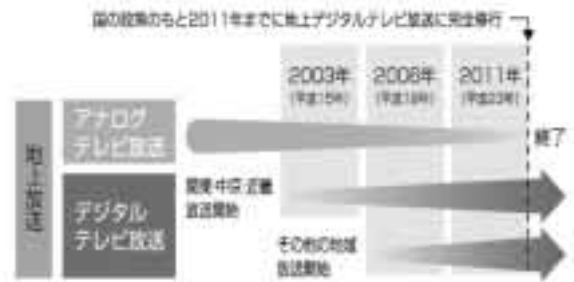 国の政策のもと2011年までに地上デジタルテレビ放送に完全移行
2003年
(平成15年)
2006年
(平成18年)
2011年
(平成23年)
地上放送
アナログ
テレビ放送
終了
デジタル
テレビ放送
関東・中京・近畿
放送開始
その他の地域
放送開始